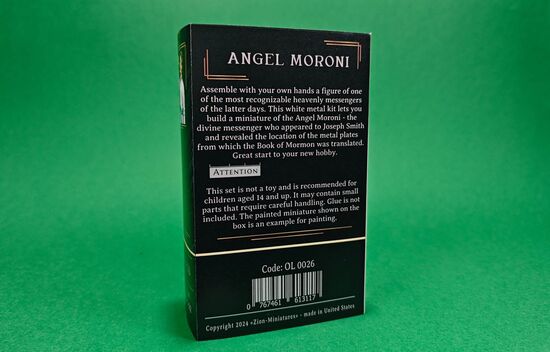 ANGEL MORONI
Assemble with your own hands a figure of one
of the most recognizable heavenly messengers
of the latter days. This white metal kit lets you
build a miniature of the Angel Moroni - the
divine messenger who appeared to Joseph Smith
and revealed the location of the metal plates
from which the Book of Mormon was translated.
Great start to your new hobby.
ATTENTION
This set is not a toy and is recommended for
children aged 14 and up. It may contain small
parts that require careful handling. Glue is not
included. The painted miniature shown on the
box is an example for painting.
Code: OL 0026
0 767461 613117
Copyright 2024 «Zion-Miniatures» - made in United States